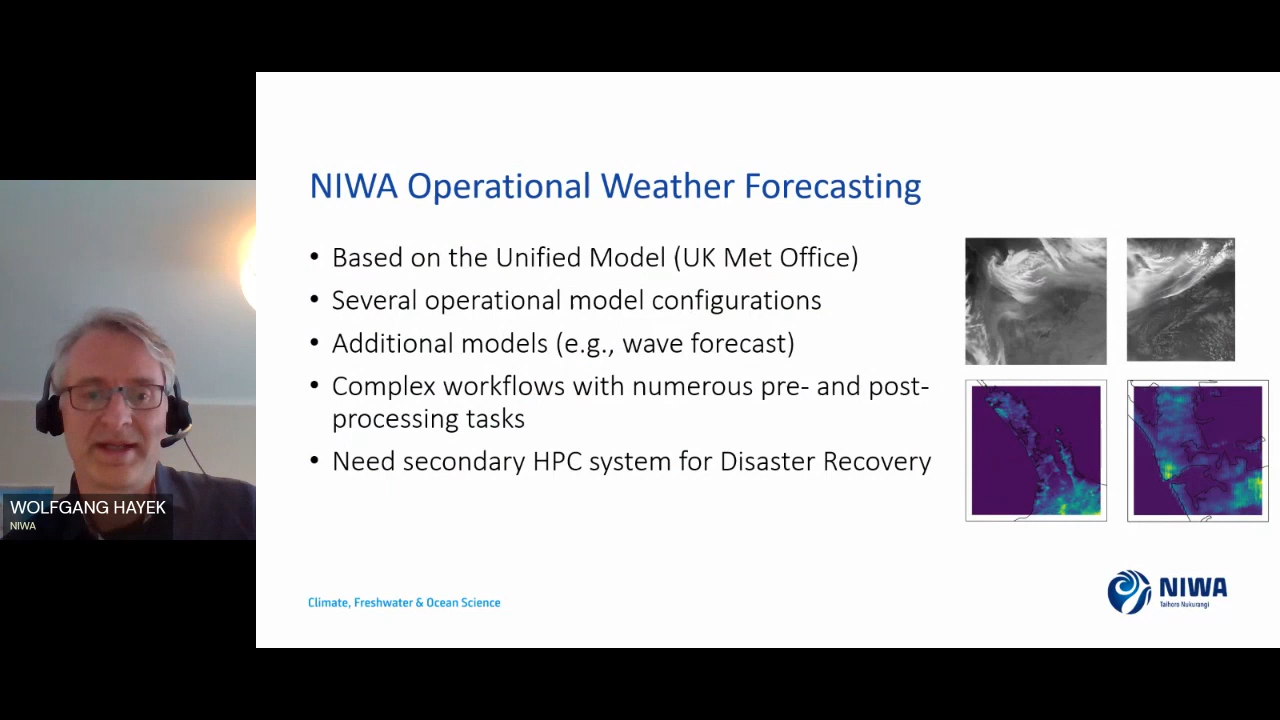 NIWA Operational Weather Forecasting
• Based on the Unified Model (UK Met Office)
• Several operational model configurations
• Additional models (e.g., wave forecast)
• Complex workflows with numerous pre- and post-
processing tasks
• Need secondary HPC system for Disaster Recovery
WOLFGANG HAYEK
NIWA
Climate, Freshwater & Ocean Science
NIWA
Taihoro Nukurangi